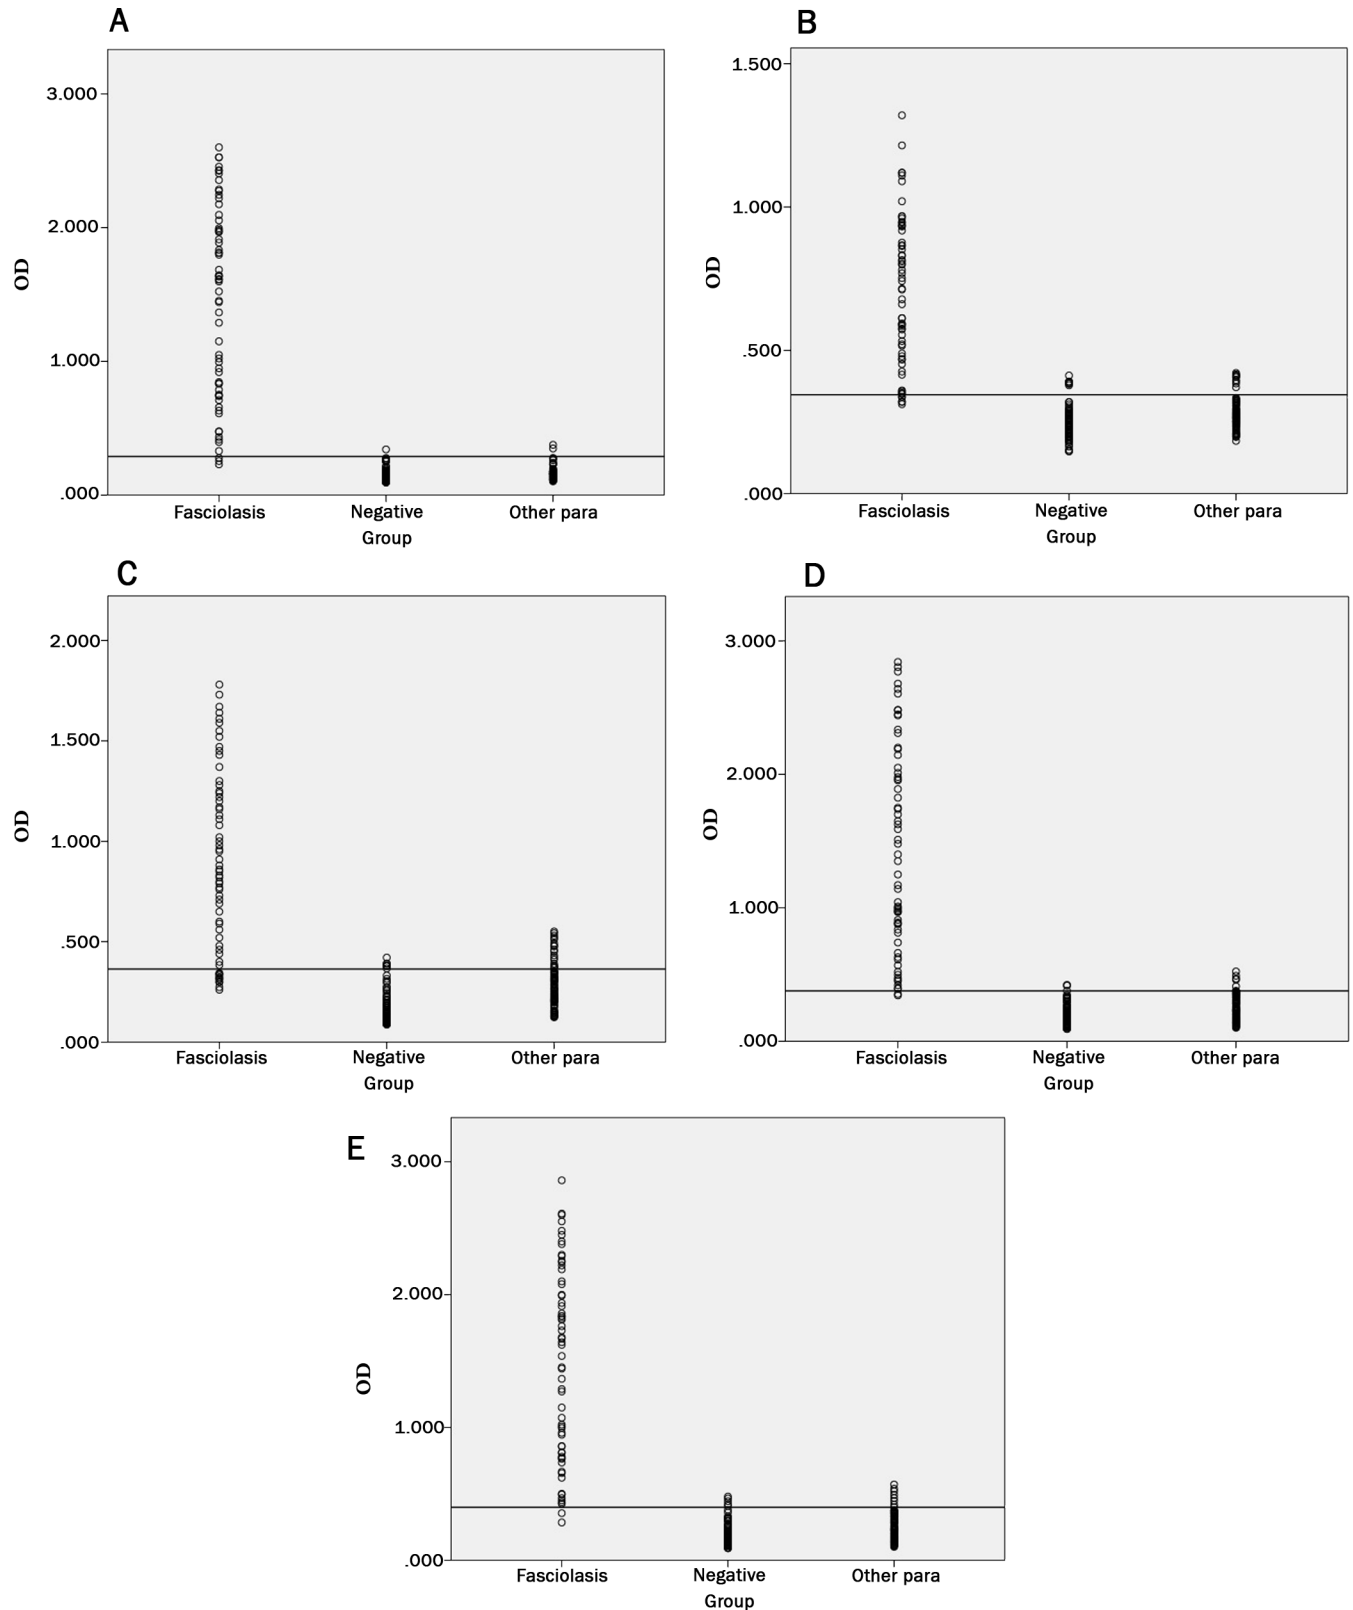 A
3.000
2.000
1.000
.000
OD
Fasciolasis Negative Other para
Group
B
1.500
1.000
.500
.000
OD
Fasciolasis Negative Other para
Group
C
2.000
1.500
1.000
.500
.000
OD
Fasciolasis Negative Other para
Group
D
3.000
2.000
1.000
.000
OD
Fasciolasis Negative Other para
Group
E
3.000
2.000
1.000
.000
OD
Fasciolasis Negative Other para
Group